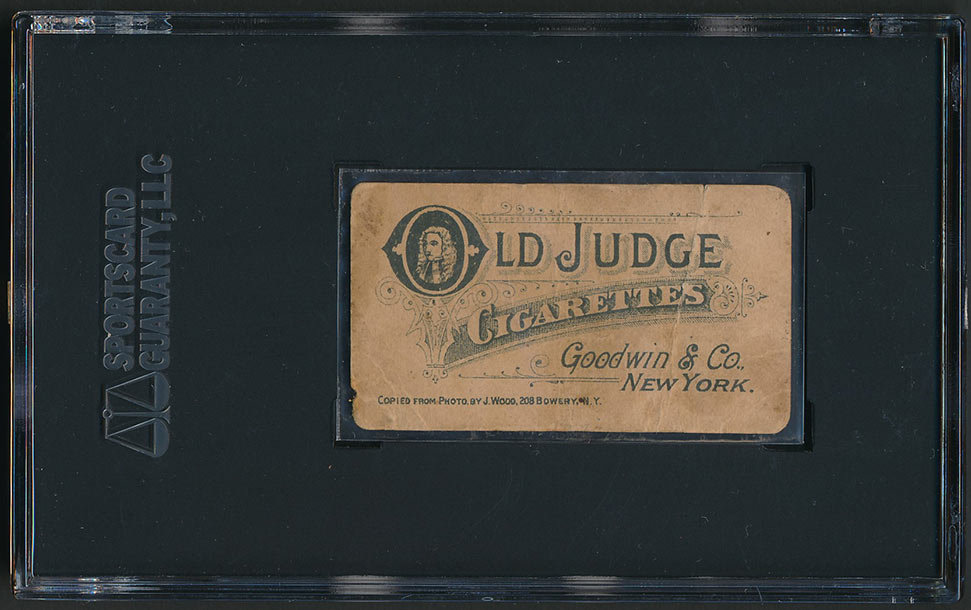 SPORTSCARD
GUARANTY, LLC
OLD JUDGE
CIGARETTES
GOODWIN & CO.,
NEW YORK.
COPIED FROM PHOTO. BY J. WOOD, 208 BOWERY, N. Y.